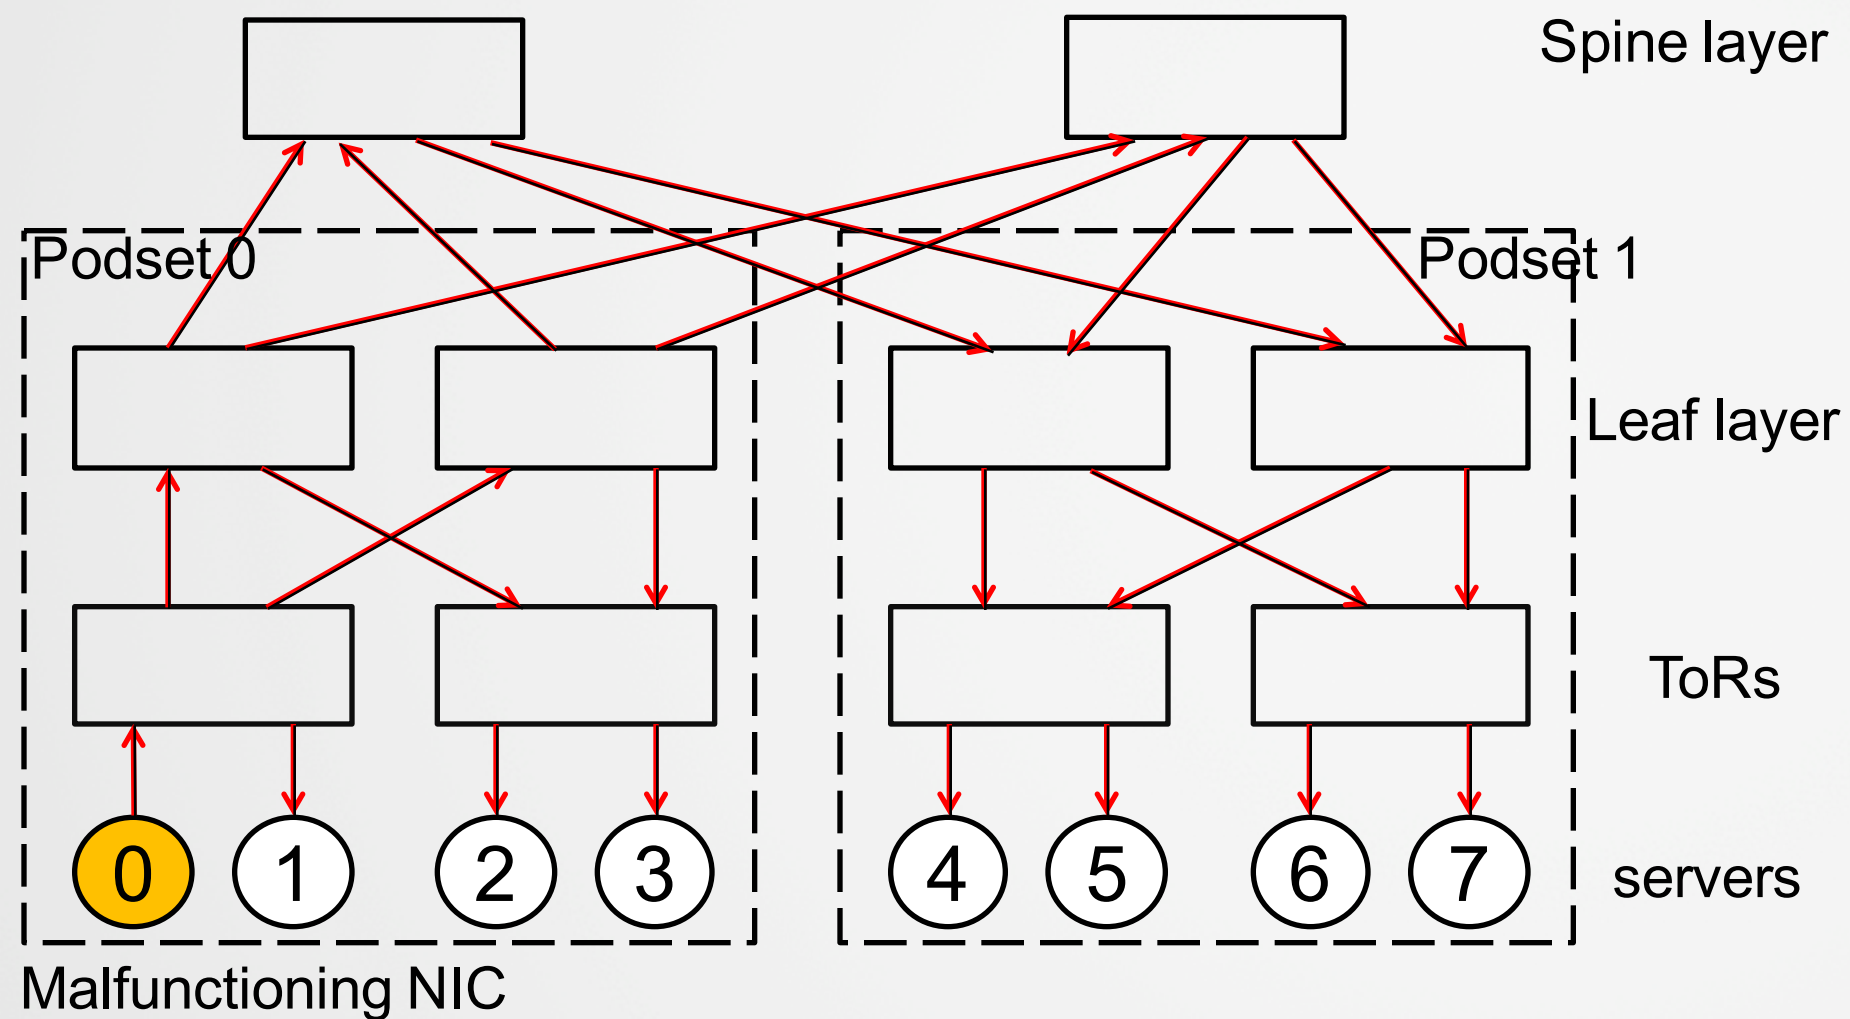 Spine layer
Podset 0
Podset 1
Leaf layer
ToRs
0 1 2 3 4 5 6 7
servers
Malfunctioning NIC